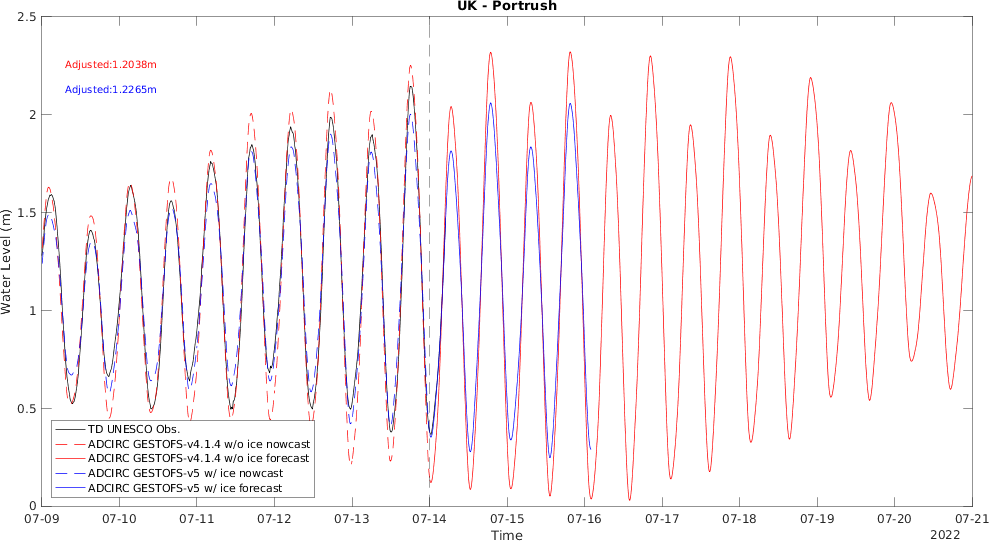 UK - Portrush
2.5
Adjusted:1.2038m
Adjusted:1.2265m
2
1.5
Water Level (m)
1
0.5
TD UNESCO Obs.
ADCIRC GESTOFS-v4.1.4 w/o ice nowcast
ADCIRC GESTOFS-v4.1.4 w/o ice forecast
ADCIRC GESTOFS-v5 w/ ice nowcast
ADCIRC GESTOFS-v5 w/ ice forecast
0
07-09 07-10 07-11 07-12 07-13 07-14 07-15 07-16 07-17 07-18 07-19 07-20 07-21
Time
2022